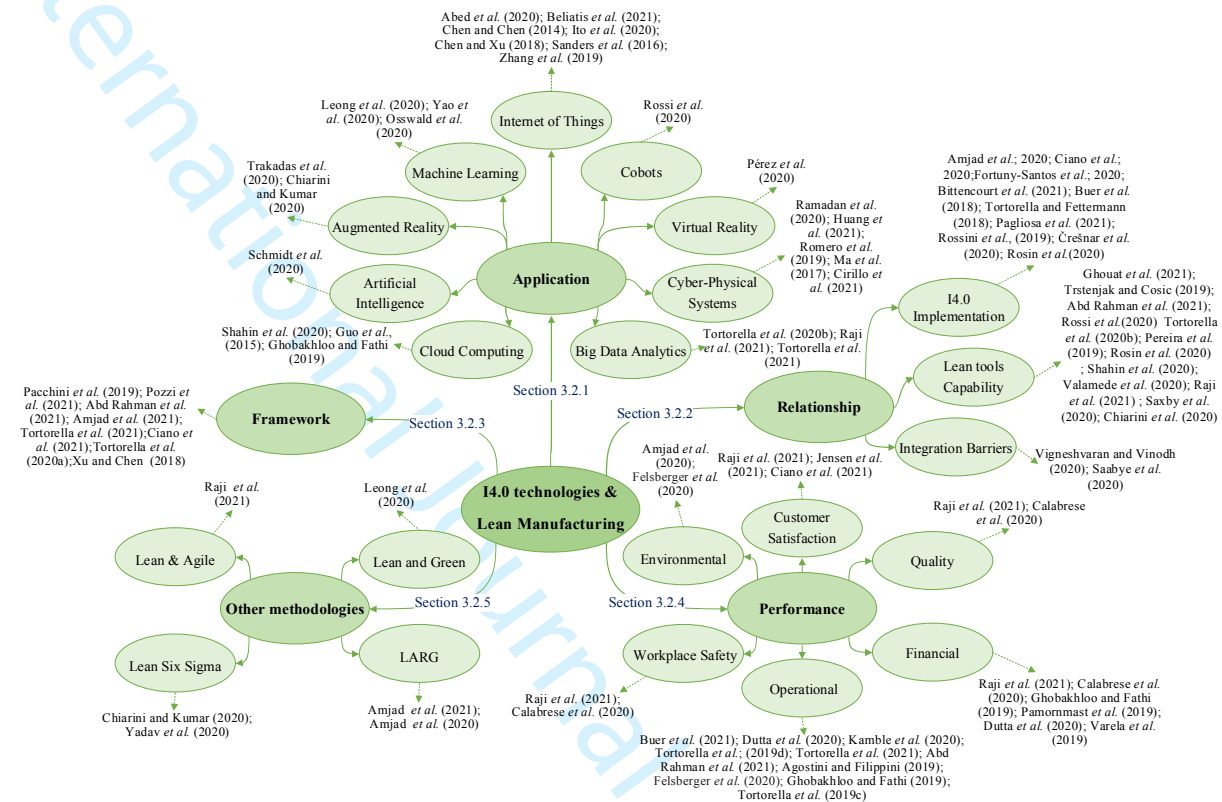 Abed et al. (2020); Beliatis et al. (2021);
Chen and Chen (2014); Ito et al. (2020);
Chen and Xu (2018); Sanders et al. (2016);
Zhang et al. (2019)
Internet of Things
Leong et al. (2020); Yao et
al. (2020); Osswald et al.
(2020)
Machine Learning
Rossi et al.
(2020)
Cobots
Trakadas et al.
(2020); Chiarini
and Kumar
(2020)
Augmented Reality
Pérez et al.
(2020)
Virtual Reality
Schmidt et al.
(2020)
Artificial
Intelligence
Application
Ramadan et al.
(2020); Huang et
al. (2021);
Romero et al.
(2019); Ma et al.
(2017); Cirillo et
al. (2021)
Cyber-Physical
Systems
Shahin et al. (2020); Guo et al.,
(2015); Ghobakhloo and Fathi
(2019)
Cloud Computing
Big Data Analytics
Tortorella et al. (2020b); Raji
et al. (2021); Tortorella et al.
(2021)
Section 3.2.1
Amjad et al.; 2020; Ciano et al.;
2020;Fortuny-Santos et al.; 2020;
Bittencourt et al. (2021); Buer et al.
(2018); Tortorella and Fettermann
(2018); Pagliosa et al. (2021);
Rossini et al., (2019); Črešnar et al.
(2020); Rosin et al.(2020)
I4.0
Implementation
Ghouat et al. (2021);
Trstenjak and Cosic (2019);
Abd Rahman et al. (2021);
Rossi et al.(2020) Tortorella
et al. (2020b); Pereira et al.
(2019); Rosin et al. (2020)
; Shahin et al. (2020);
Valamede et al. (2020); Raji
et al. (2021) ; Saxby et al.
(2020); Chiarini et al. (2020)
Lean tools
Capability
Relationship
Section 3.2.2
Integration Barriers
Vigneshvaran and Vinodh
(2020); Saabye et al.
(2020)
Pacchini et al. (2019); Pozzi et
al. (2021); Abd Rahman et al.
(2021); Amjad et al. (2021);
Tortorella et al. (2021);Ciano et
al. (2021);Tortorella et al.
(2020a);Xu and Chen (2018)
Framework
Section 3.2.3
I4.0 technologies &
Lean Manufacturing
Raji et al.
(2021)
Lean & Agile
Leong et al.
(2020)
Lean and Green
Other methodologies
Section 3.2.5
Lean Six Sigma
Chiarini and Kumar (2020);
Yadav et al. (2020)
LARG
Amjad et al. (2021);
Amjad et al. (2020)
Amjad et al.
(2020);
Felsberger et al.
(2020)
Environmental
Raji et al. (2021); Jensen et al.
(2021); Ciano et al. (2021)
Customer
Satisfaction
Raji et al. (2021); Calabrese
et al. (2020)
Quality
Section 3.2.4
Performance
Workplace Safety
Raji et al. (2021);
Calabrese et al. (2020)
Operational
Buer et al. (2021); Dutta et al. (2020); Kamble et al. (2020);
Tortorella et al.; (2019d); Tortorella et al. (2021); Abd
Rahman et al. (2021); Agostini and Filippini (2019);
Felsberger et al. (2020); Ghobakhloo and Fathi (2019);
Tortorella et al. 2019c)
Financial
Raji et al. (2021); Calabrese et al.
(2020); Ghobakhloo and Fathi
(2019); Pamornmast et al. (2019);
Dutta et al. (2020); Varela et al.
(2019)
ternational Journal